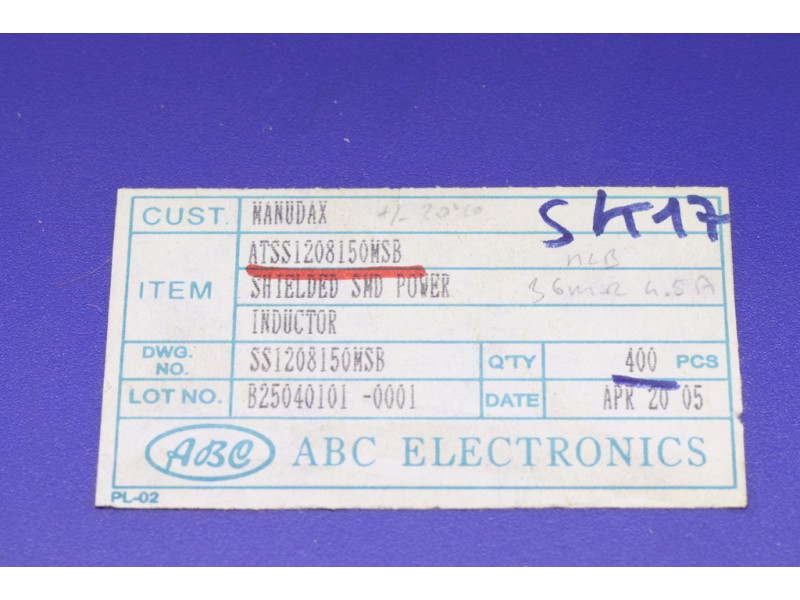 CUST. MANUDAX +/- 20% SK17
ATSS1208150MSB
ITEM SHIELDED SMD POWER 36mΩ 4.5A
INDUCTOR
DWG. NO. SS1208150MSB Q'TY 400 PCS
LOT NO. B25040101 -0001 DATE APR 20 05
ABC ABC ELECTRONICS
PL-02